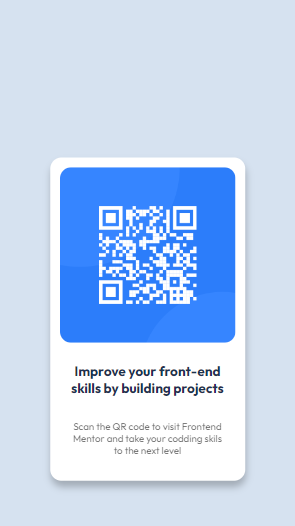 Improve your front-end
skills by building projects
Scan the QR code to visit Frontend
Mentor and take your codding skils
to the next level